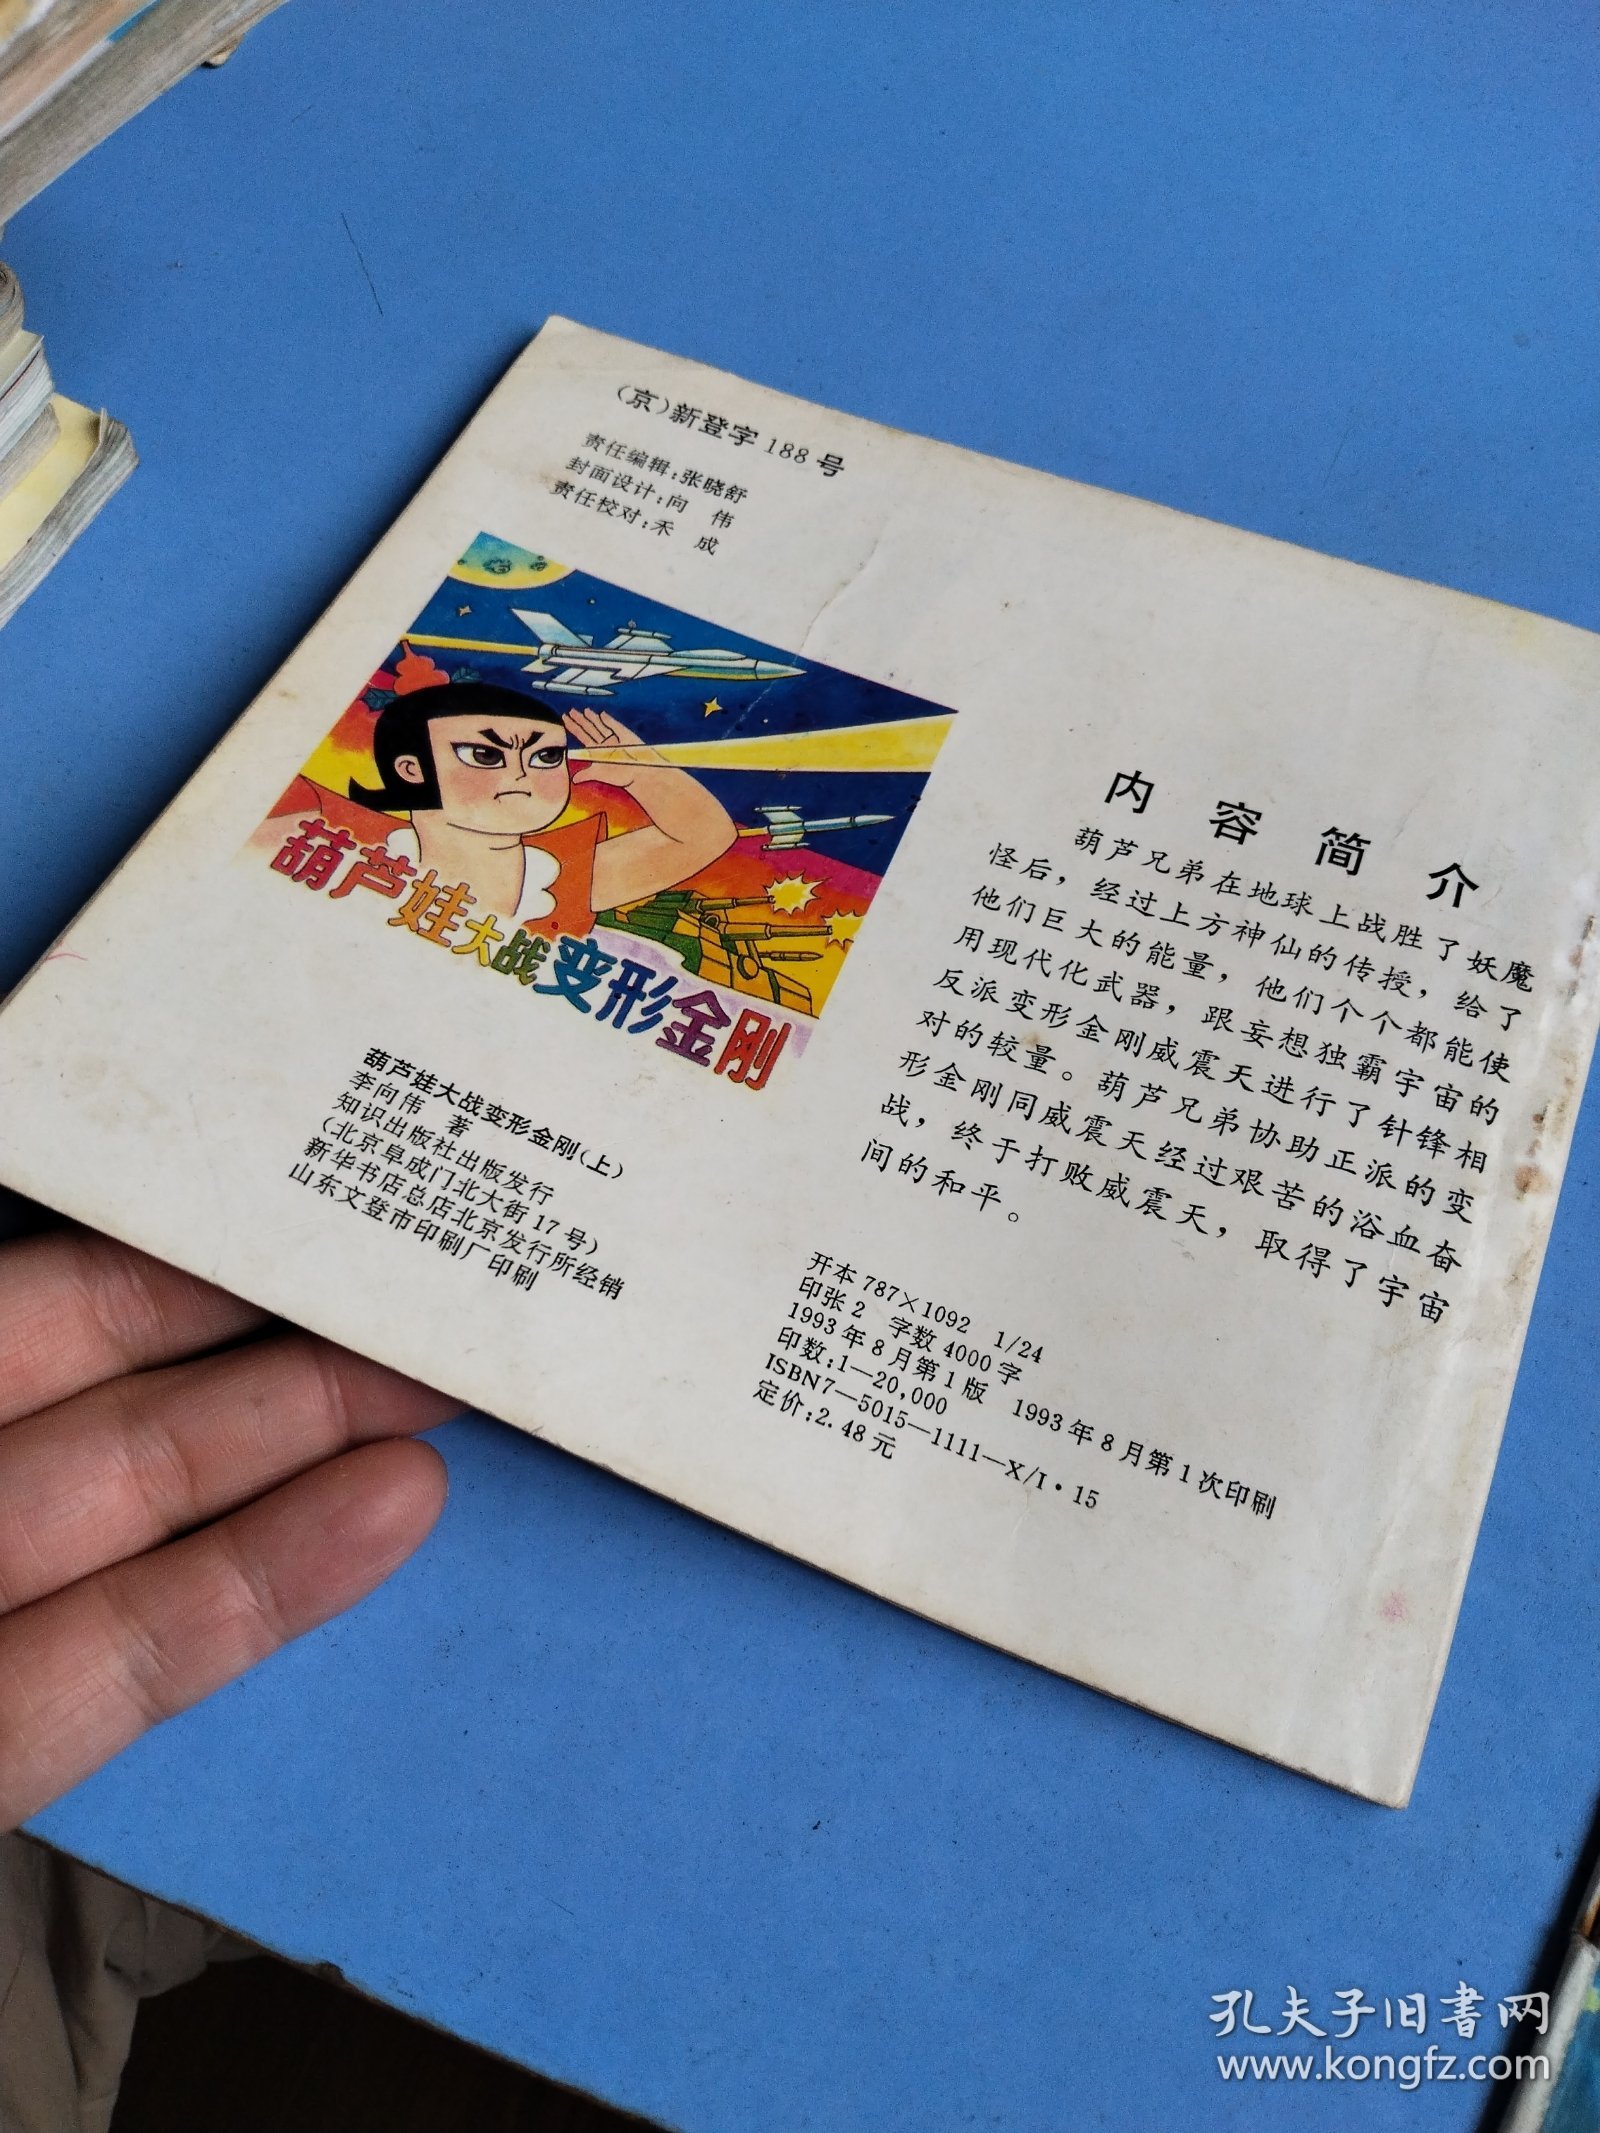 (京)新登字188号
责任编辑:张晓舒
封面设计:向 伟
责任校对:禾 成
葫芦娃大战变形金刚
葫芦娃大战变形金刚(上)
李向伟 著
知识出版社出版发行
(北京阜成门北大街17号)
新华书店总店北京发行所经销
山东文登市印刷厂印刷
内容简介
葫芦兄弟在地球上战胜了妖魔
怪后，经过上方神仙的传授，给了
他们巨大的能量，他们个个都能使
用现代化武器，跟妄想独霸宇宙的
反派变形金刚威震天进行了针锋相
对的较量。葫芦兄弟协助正派的变
形金刚同威震天经过艰苦的浴血奋
战，终于打败威震天，取得了宇宙
间的和平。
开本787×1092 1/24
印张2 字数4000字
1993年8月第1版 1993年8月第1次印刷
印数:1—20,000
ISBN7—5015—1111—X/I·15
定价:2.48元
孔夫子旧书网
www.kongfz.com